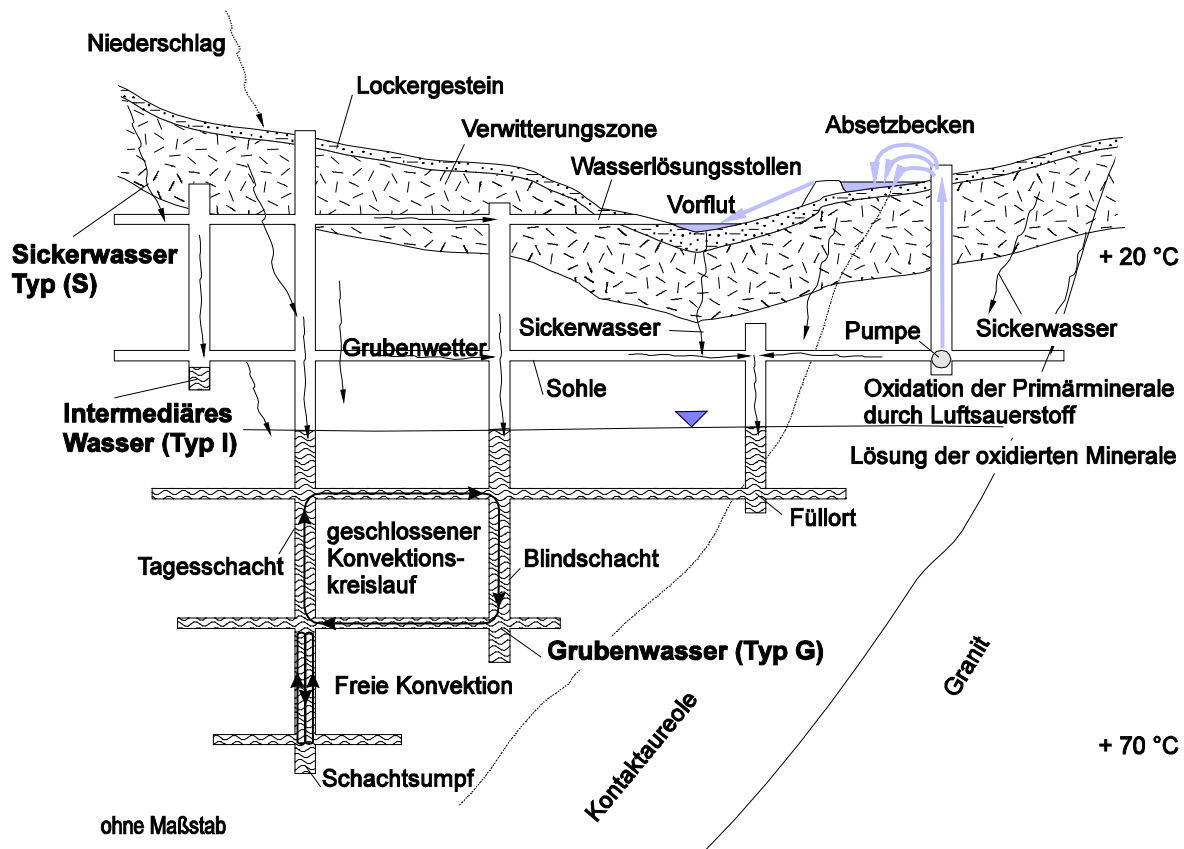 Niederschlag
Lockergestein
Verwitterungszone
Absetzbecken
Wasserlösungsstollen
Vorflut
Sickerwasser
Typ (S)
+ 20 °C
Sickerwasser
Pumpe
Sickerwasser
Grubenwetter
Sohle
Oxidation der Primärminerale
durch Luftsauerstoff
Intermediäres
Wasser (Typ I)
Lösung der oxidierten Minerale
Füllort
geschlossener
Konvektions-
kreislauf
Tagesschacht
Blindschacht
Grubenwasser (Typ G)
Freie Konvektion
Granit
Kontaktaureole
+ 70 °C
Schachtsumpf
ohne Maßstab